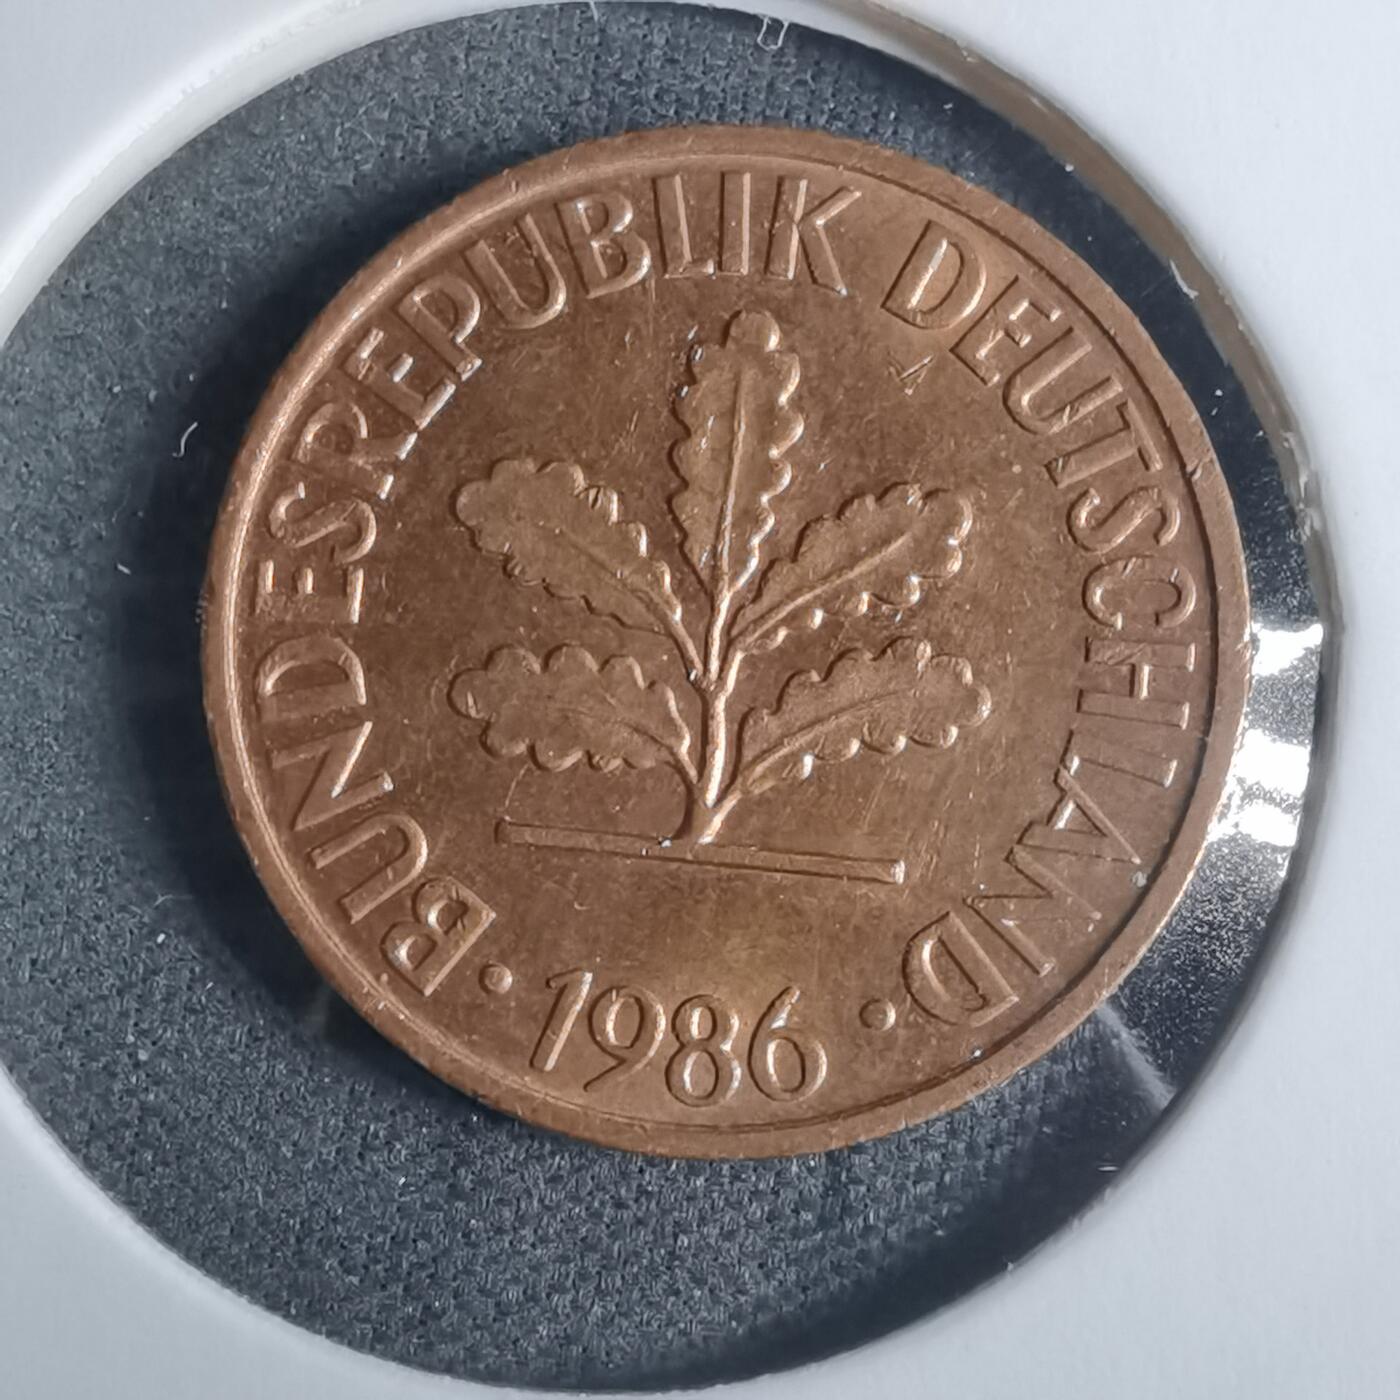 BUNDESREPUBLIK DEUTSCHLAND
· 1986 ·